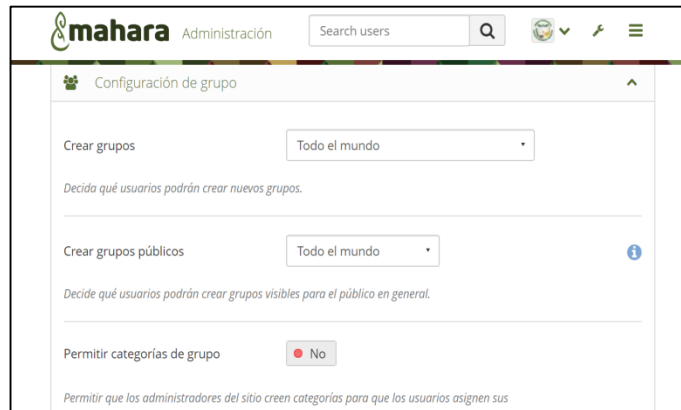 mahara Administración Search users
Configuración de grupo
Crear grupos Todo el mundo
Decida qué usuarios podrán crear nuevos grupos.
Crear grupos públicos Todo el mundo
Decide qué usuarios podrán crear grupos visibles para el público en general.
Permitir categorías de grupo No
Permitir que los administradores del sitio creen categorías para que los usuarios asignen sus